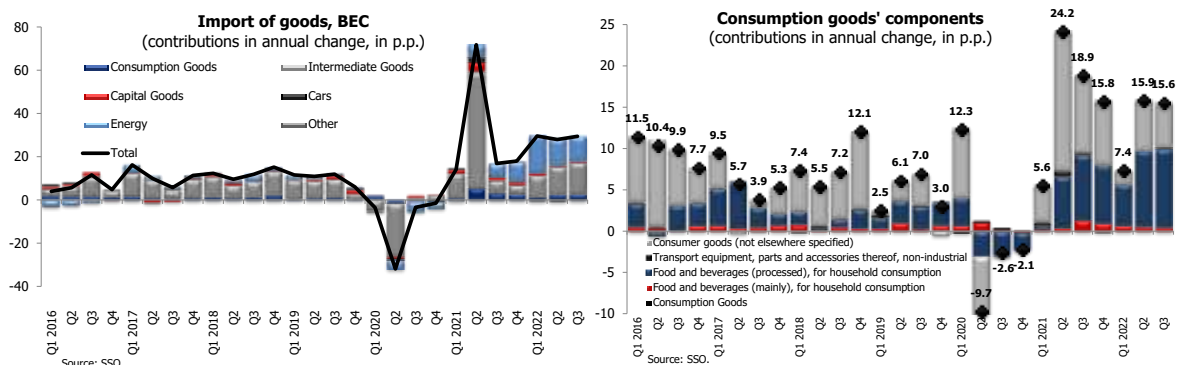 Import of goods, BEC
(contributions in annual change, in p.p.)
80
60
40
20
0
-20
-40
Consumption Goods
Intermediate Goods
Capital Goods
Cars
Energy
Other
Total
Q1 2016
Q2
Q3
Q4
Q1 2017
Q2
Q3
Q4
Q1 2018
Q2
Q3
Q4
Q1 2019
Q2
Q3
Q4
Q1 2020
Q2
Q3
Q4
Q1 2021
Q2
Q3
Q4
Q1 2022
Q2
Q3
Source: SSO.
Consumption goods' components
(contributions in annual change, in p.p.)
25
20
15
10
5
0
-5
-10
11.5
10.4
9.9
7.7
9.5
5.7
3.9
5.3
7.4
5.5
7.2
12.1
2.5
6.1
7.0
3.0
12.3
-9.7
-2.6
-2.1
5.6
24.2
18.9
15.8
7.4
15.9
15.6
Consumer goods (not elsewhere specified)
Transport equipment, parts and accessories thereof, non-industrial
Food and beverages (processed), for household consumption
Food and beverages (mainly), for household consumption
Consumption Goods
Q1 2016
Q2
Q3
Q4
Q1 2017
Q2
Q3
Q4
Q1 2018
Q2
Q3
Q4
Q1 2019
Q2
Q3
Q4
Q1 2020
Q2
Q3
Q4
Q1 2021
Q2
Q3
Q4
Q1 2022
Q2
Q3
Source: SSO.